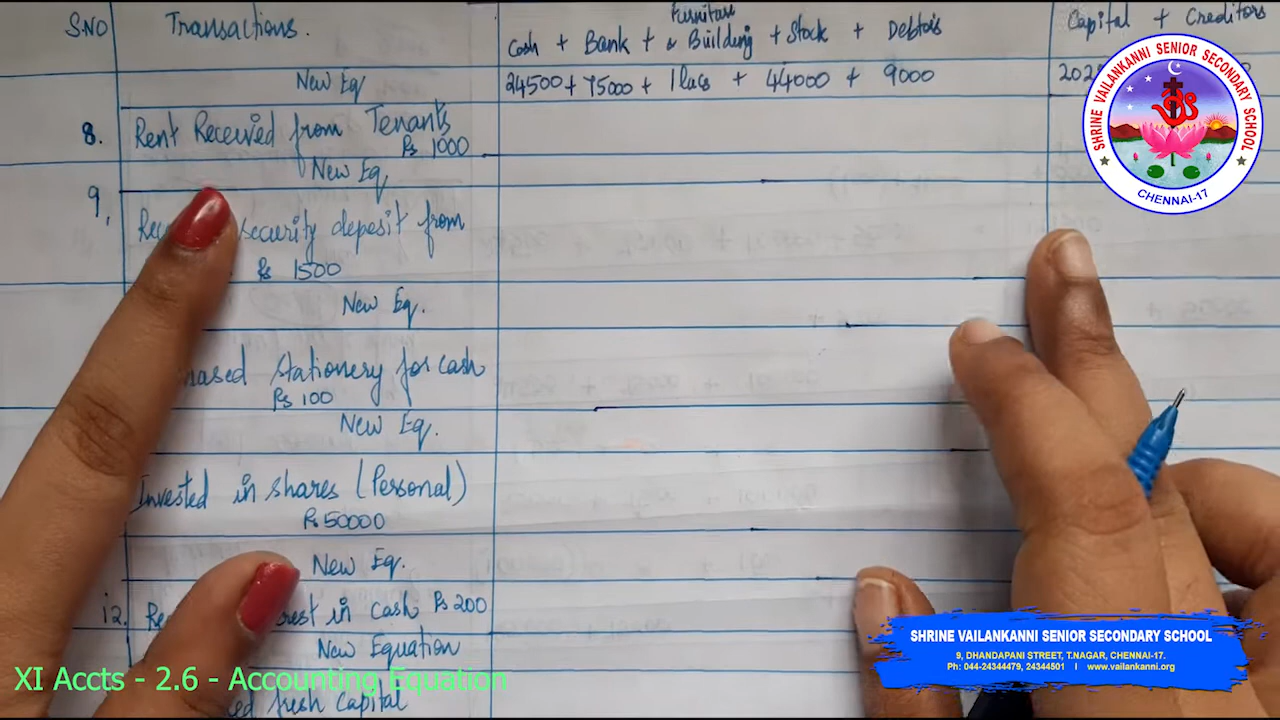 S.NO Transactions. Cash + Bank + Furniture & Building + Stock + Debtors Capital + Creditors
New Eq 24500 + 75000 + 1 lacs + 44000 + 9000 202
8. Rent Received from Tenants
Rs 1000
New Eq
9, security deposit from
Rs 1500
New Eq.
stationery for cash
Rs 100
New Eq.
Invested in shares (Personal)
Rs 50000
New Eq.
12. in cash Rs 200
New Equation
fresh Capital
SHRINE VAILANKANNI SENIOR SECONDARY SCHOOL
CHENNAI-17
SHRINE VAILANKANNI SENIOR SECONDARY SCHOOL
9, DHANDAPANI STREET, T.NAGAR, CHENNAI-17.
Ph: 044-24344479, 24344501 I www.vailankanni.org
XI Accts - 2.6 - Accounting Equation